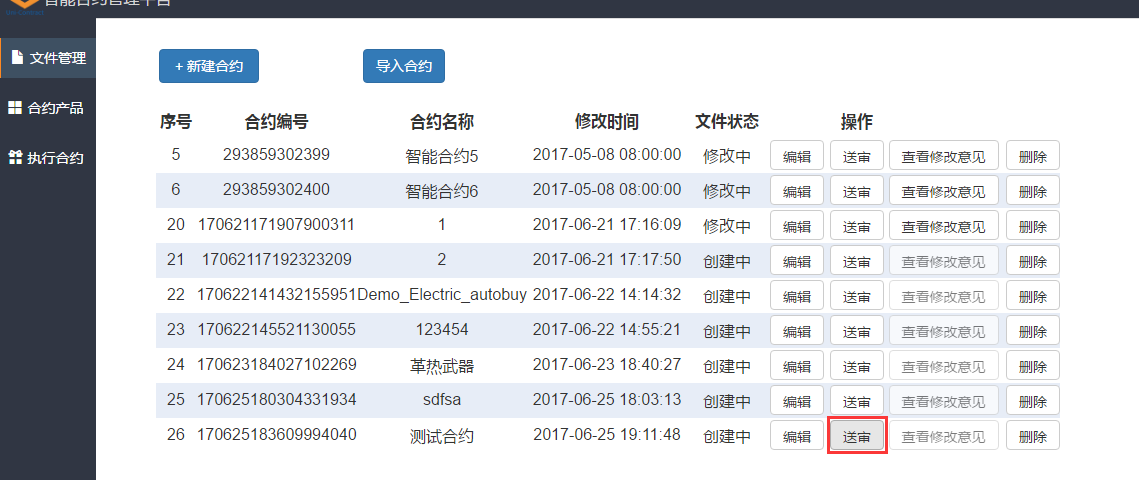 智能合约管理平台
文件管理
+ 新建合约 导入合约
合约产品
序号 合约编号 合约名称 修改时间 文件状态 操作
5 293859302399 智能合约5 2017-05-08 08:00:00 修改中 编辑 送审 查看修改意见 删除
执行合约
6 293859302400 智能合约6 2017-05-08 08:00:00 修改中 编辑 送审 查看修改意见 删除
20 170621171907900311 1 2017-06-21 17:16:09 修改中 编辑 送审 查看修改意见 删除
21 17062117192323209 2 2017-06-21 17:17:50 创建中 编辑 送审 查看修改意见 删除
22 170622141432155951 Demo_Electric_autobuy 2017-06-22 14:14:32 创建中 编辑 送审 查看修改意见 删除
23 170622145521130055 123454 2017-06-22 14:55:21 创建中 编辑 送审 查看修改意见 删除
24 170623184027102269 革热武器 2017-06-23 18:40:27 创建中 编辑 送审 查看修改意见 删除
25 170625180304331934 sdfsa 2017-06-25 18:03:13 创建中 编辑 送审 查看修改意见 删除
26 170625183609994040 测试合约 2017-06-25 19:11:48 创建中 编辑 送审 查看修改意见 删除